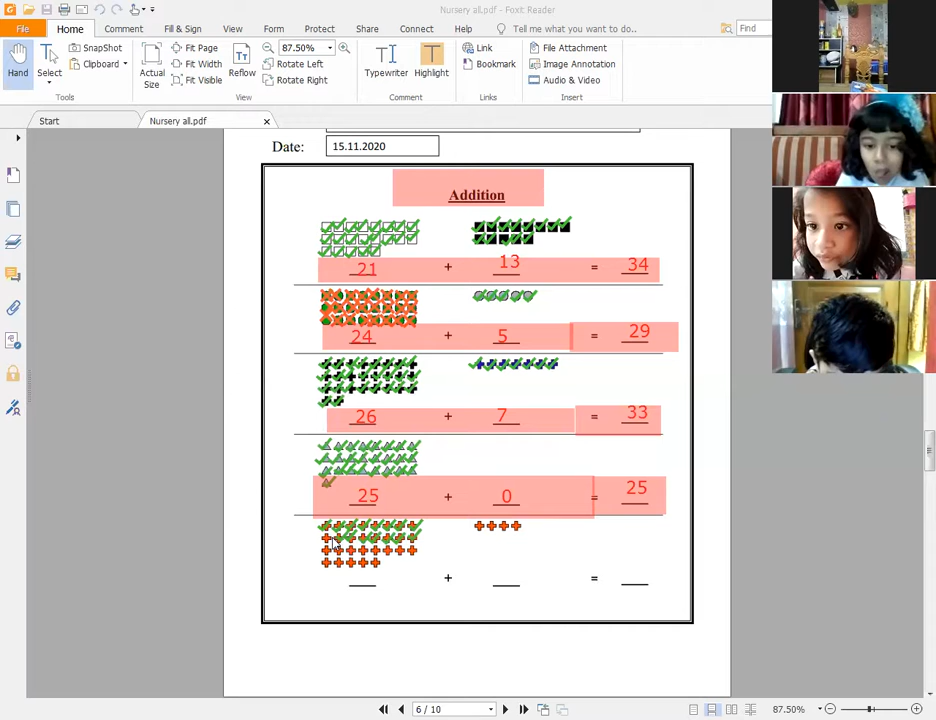 Nursery all.pdf - Foxit Reader
File Home Comment Fill & Sign View Form Protect Share Connect Help Tell me what you want to do.. Find
Hand
Select
SnapShot
Clipboard
Actual Size
Fit Page
Fit Width
Fit Visible
Reflow
87.50%
Rotate Left
Rotate Right
Typewriter
Highlight
Link
Bookmark
File Attachment
Image Annotation
Audio & Video
Tools View Comment Links Insert
Start Nursery all.pdf
Date: 15.11.2020
Addition
21 + 13 = 34
24 + 5 = 29
26 + 7 = 33
25 + 0 = 25
___ + ___ = ___
6 / 10 87.50%